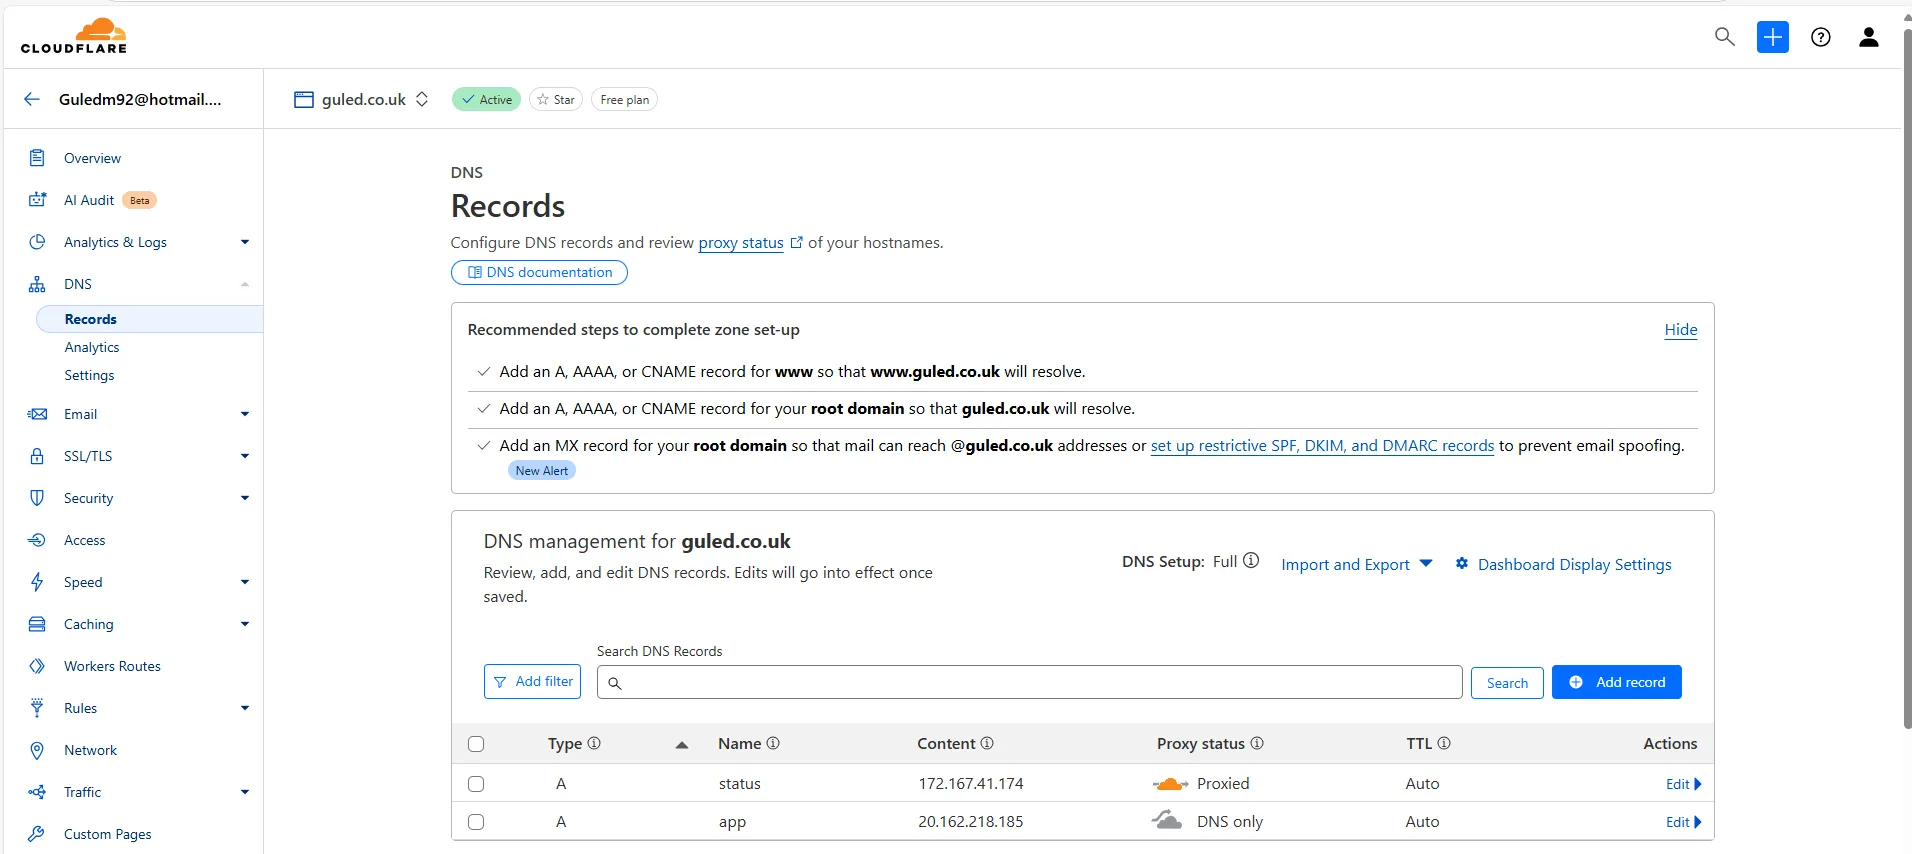 CLOUDFLARE
Guledm92@hotmail....
guled.co.uk
Active
Star
Free plan
Overview
AI Audit Beta
Analytics & Logs
DNS
Records
Analytics
Settings
Email
SSL/TLS
Security
Access
Speed
Caching
Workers Routes
Rules
Network
Traffic
Custom Pages
DNS
Records
Configure DNS records and review proxy status of your hostnames.
DNS documentation
Recommended steps to complete zone set-up
Hide
Add an A, AAAA, or CNAME record for www so that www.guled.co.uk will resolve.
Add an A, AAAA, or CNAME record for your root domain so that guled.co.uk will resolve.
Add an MX record for your root domain so that mail can reach @guled.co.uk addresses or set up restrictive SPF, DKIM, and DMARC records to prevent email spoofing.
New Alert
DNS management for guled.co.uk
Review, add, and edit DNS records. Edits will go into effect once
saved.
DNS Setup: Full
Import and Export
Dashboard Display Settings
Search DNS Records
Add filter
Search
Add record
Type Name Content Proxy status TTL Actions
A status 172.167.41.174 Proxied Auto Edit
A app 20.162.218.185 DNS only Auto Edit